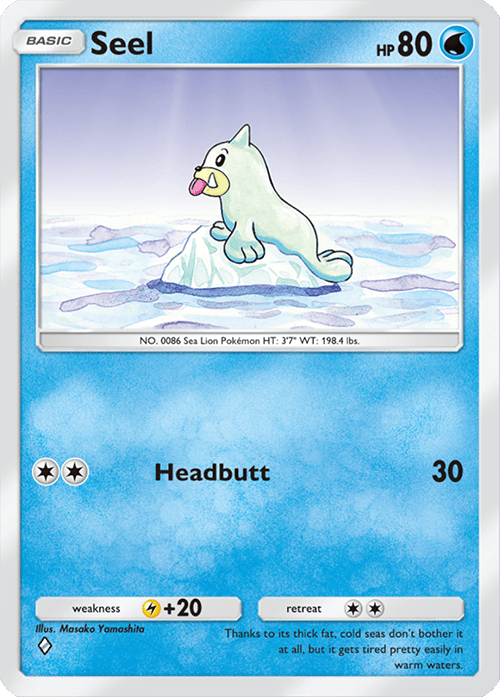 BASIC Seel HP 80
NO. 0086 Sea Lion Pokémon HT: 3'7" WT: 198.4 lbs.
Headbutt 30
weakness +20 retreat
Illus. Masako Yamashita
Thanks to its thick fat, cold seas don't bother it
at all, but it gets tired pretty easily in
warm waters.